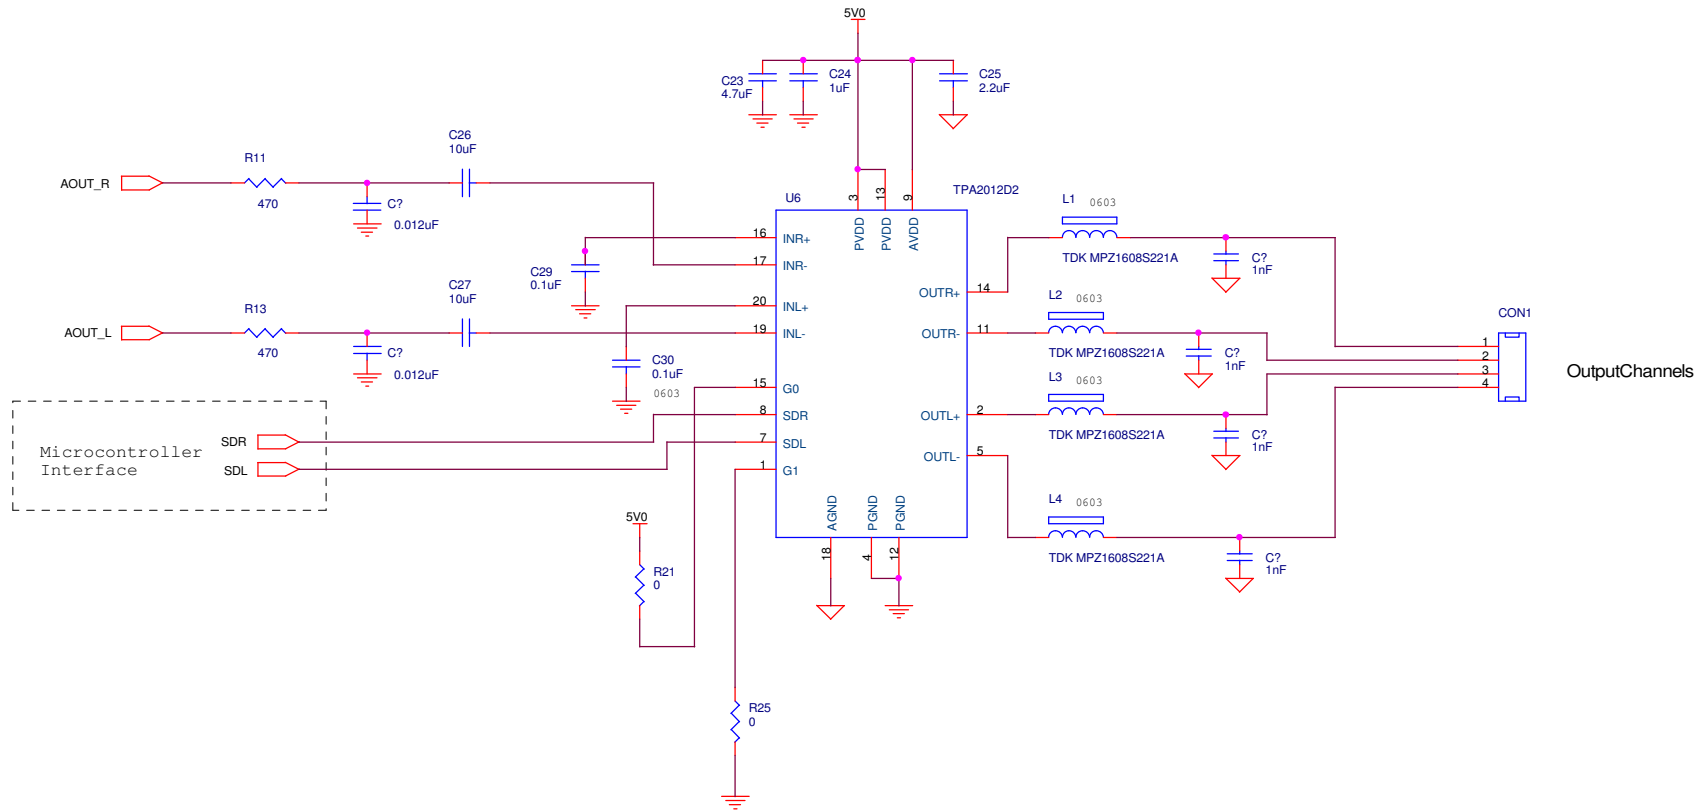 5V0
C23
4.7uF
C24
1uF
C25
2.2uF
C26
10uF
R11
AOUT_R
470
C?
0.012uF
U6
TPA2012D2
3
13
9
PVDD
PVDD
AVDD
16
INR+
17
INR-
20
INL+
19
INL-
15
G0
8
SDR
7
SDL
1
G1
OUTR+
14
OUTR-
11
OUTL+
2
OUTL-
5
AGND
PGND
PGND
18
4
12
C29
0.1uF
C27
10uF
R13
AOUT_L
470
C?
0.012uF
C30
0.1uF
0603
Microcontroller
Interface
SDR
SDL
5V0
R21
0
R25
0
L1 0603
TDK MPZ1608S221A
C?
1nF
L2 0603
TDK MPZ1608S221A
C?
1nF
L3 0603
TDK MPZ1608S221A
C?
1nF
L4 0603
TDK MPZ1608S221A
C?
1nF
CON1
1
2
3
4
OutputChannels